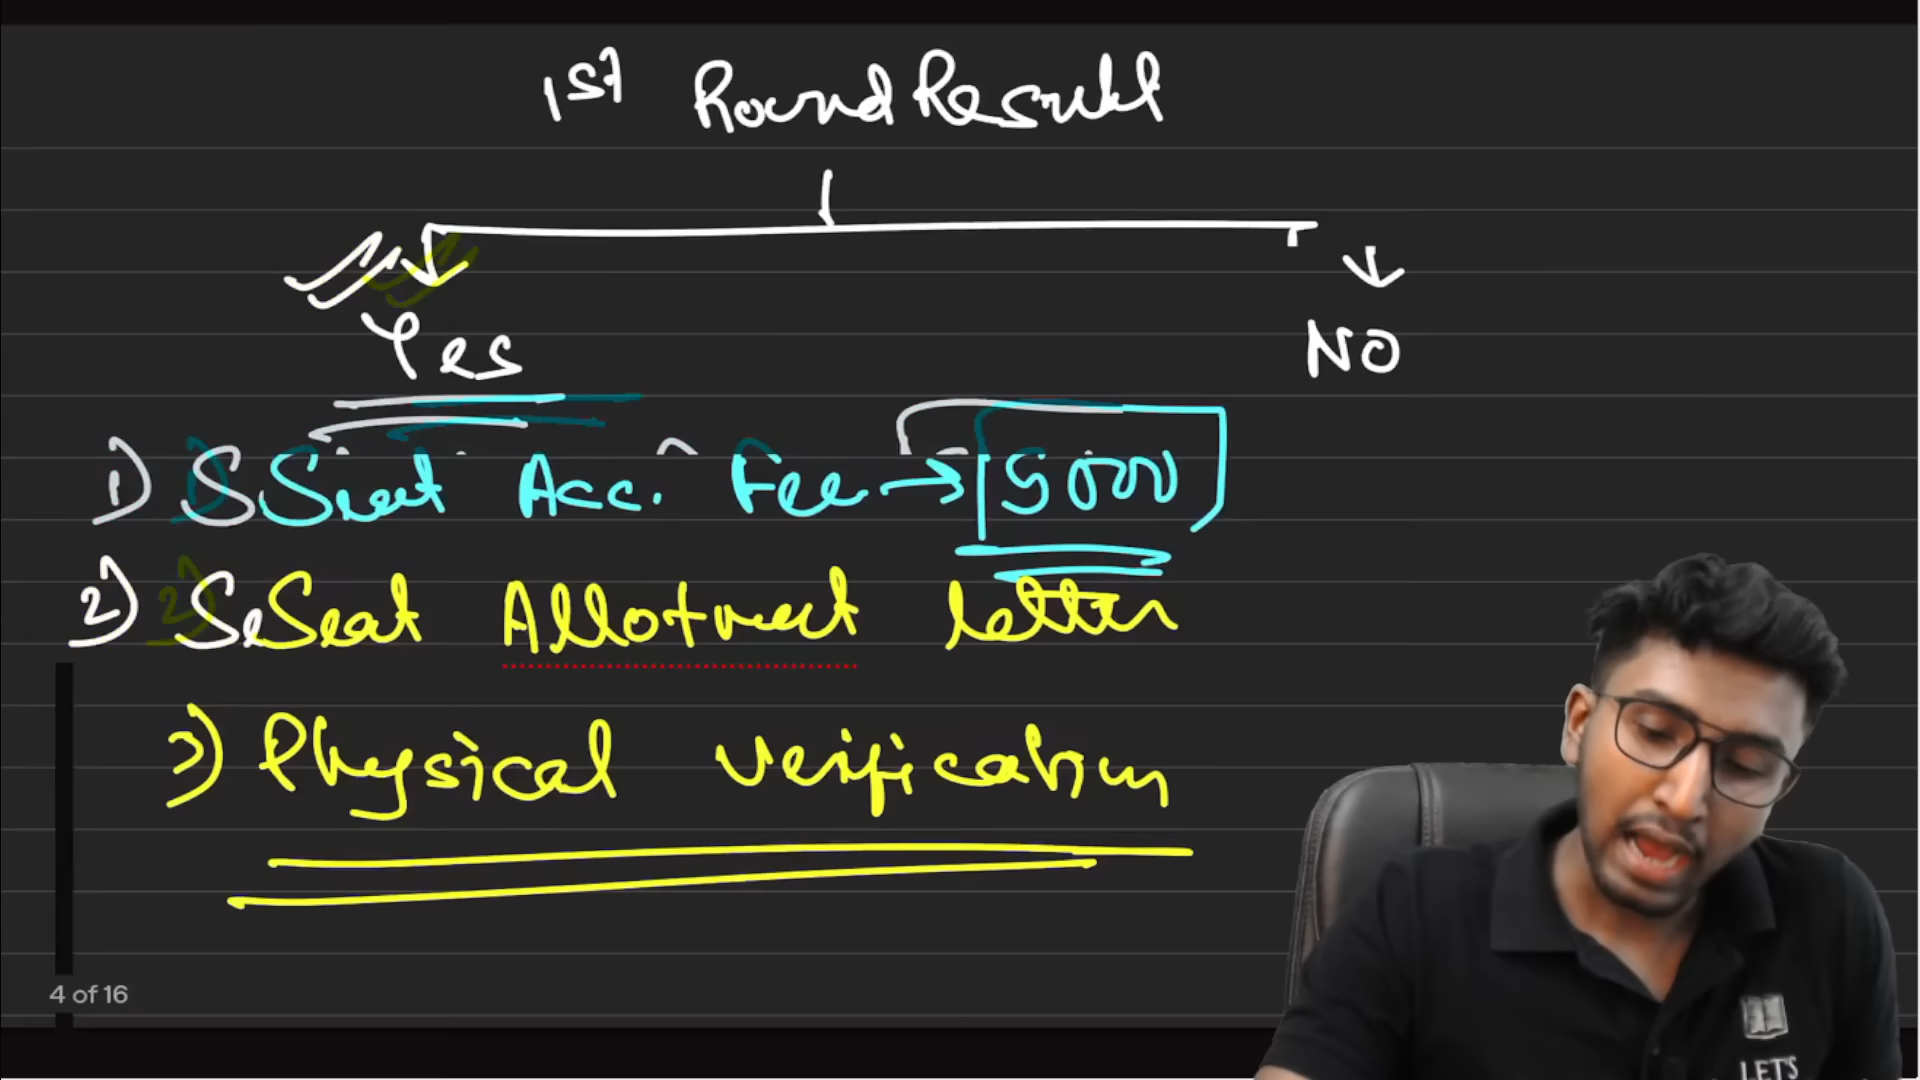 1st Round Result
Yes
NO
1) Seat Acc. Fee → 5000
2) Seat Allotment letter
3) Physical verification
4 of 16
LET'S